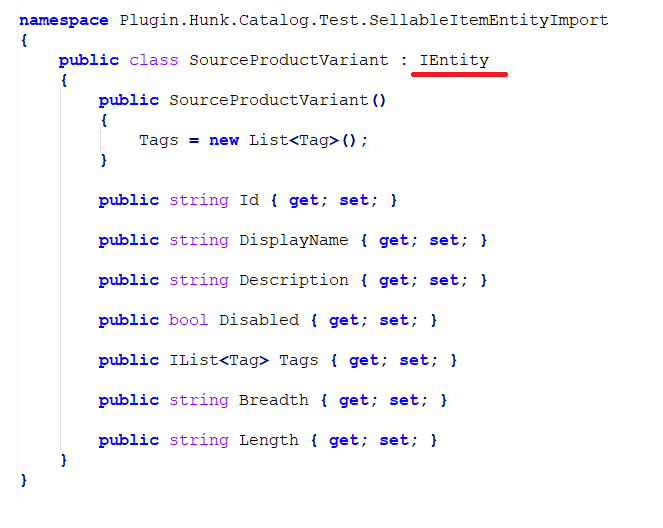 namespace Plugin.Hunk.Catalog.Test.SellableItemEntityImport
{
public class SourceProductVariant : IEntity
{
public SourceProductVariant()
{
Tags = new List<Tag>();
}
public string Id { get; set; }
public string DisplayName { get; set; }
public string Description { get; set; }
public bool Disabled { get; set; }
public IList<Tag> Tags { get; set; }
public string Breadth { get; set; }
public string Length { get; set; }
}
}